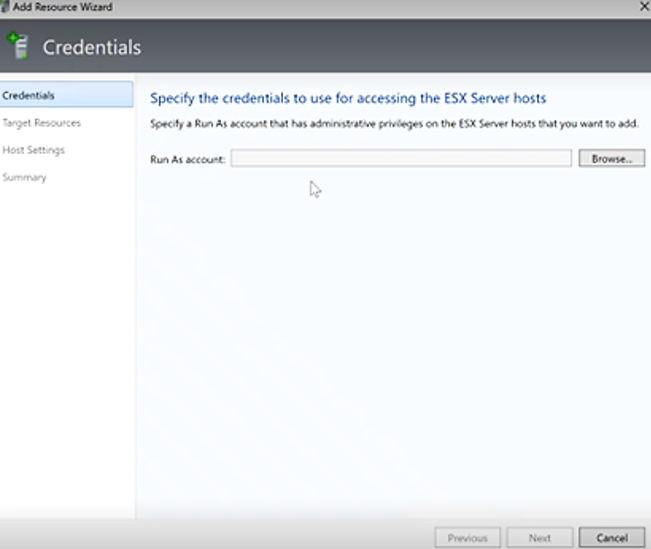 Add Resource Wizard
Credentials
Credentials
Target Resources
Host Settings
Summary
Specify the credentials to use for accessing the ESX Server hosts
Specify a Run As account that has administrative privileges on the ESX Server hosts that you want to add.
Run As account:
Browse...
Previous
Next
Cancel